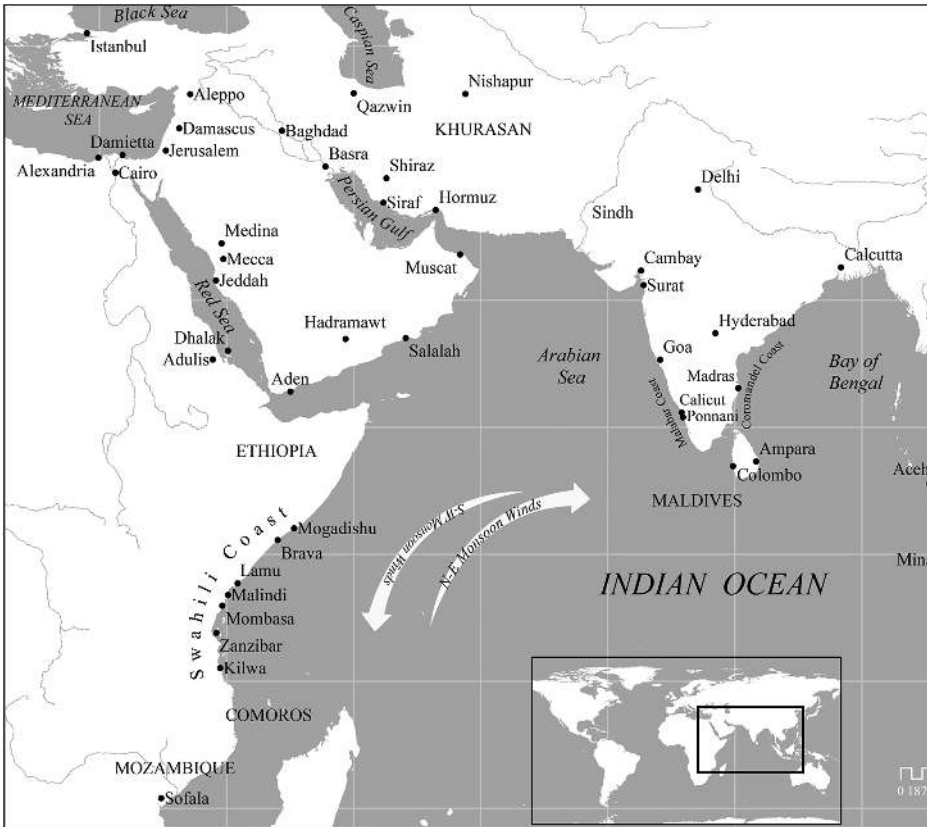 Black Sea
Istanbul
Caspian Sea
Nishapur
Aleppo
Qazwin
MEDITERRANEAN
SEA
KHURASAN
Damascus
Baghdad
Damietta
Jerusalem
Basra
Shiraz
Alexandria
Cairo
Delhi
Siraf
Hormuz
Persian Gulf
Sindh
Medina
Mecca
Muscat
Cambay
Calcutta
Jeddah
Surat
Red Sea
Hadramawt
Hyderabad
Dhalak
Salalah
Arabian
Sea
Goa
Bay of
Bengal
Adulis
Madras
Coromandel Coast
Aden
Calicut
Ponnani
Malabar Coast
ETHIOPIA
Ampara
Colombo
Aceh
MALDIVES
S-W Monsoon Winds
N-E Monsoon Winds
Swahili Coast
Mogadishu
Brava
Mina
Lamu
INDIAN OCEAN
Malindi
Mombasa
Zanzibar
Kilwa
COMOROS
MOZAMBIQUE
Sofala
0 187